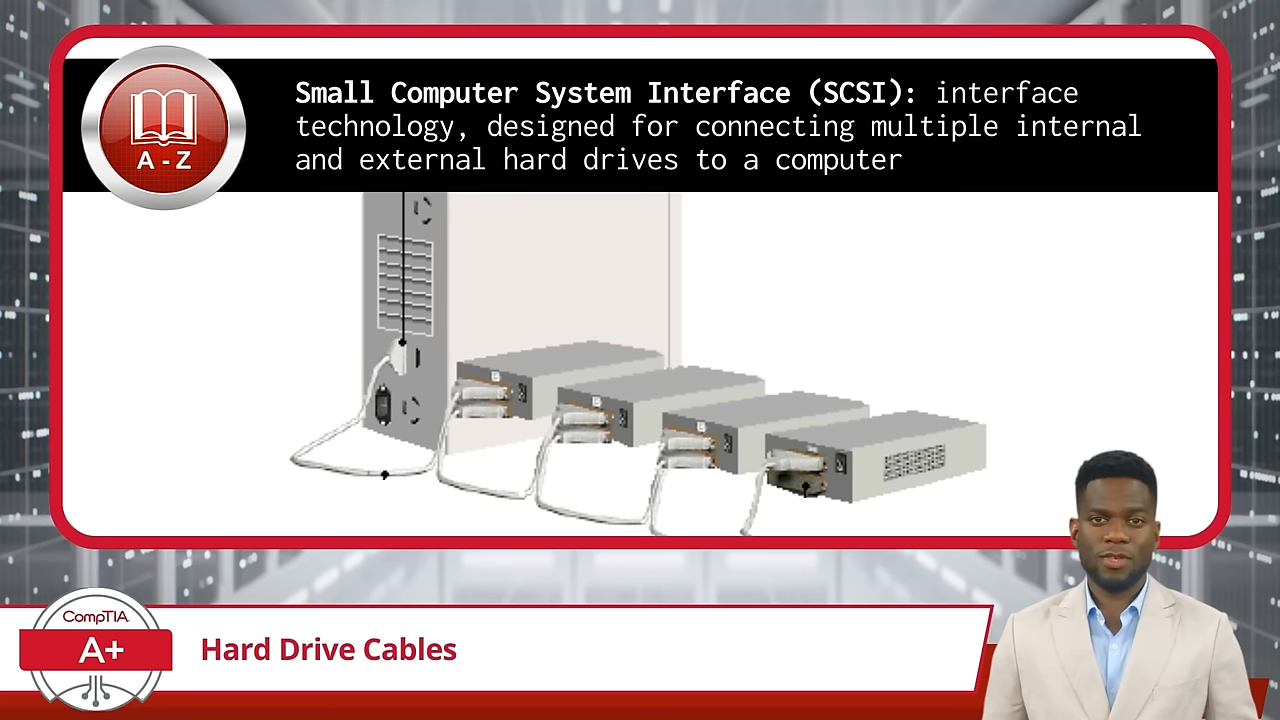 Small Computer System Interface (SCSI): interface
technology, designed for connecting multiple internal
and external hard drives to a computer
A - Z
CompTIA
A+
Hard Drive Cables